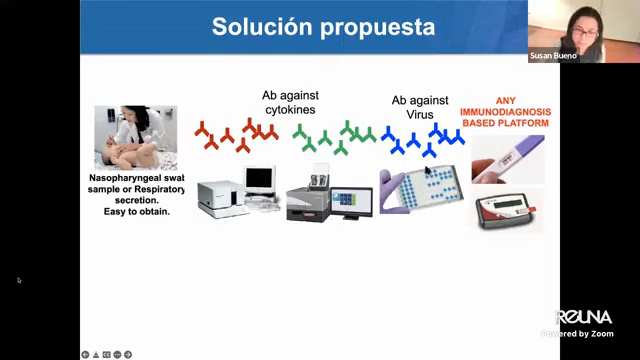 Solución propuesta
Susan Bueno
Ab against
cytokines
Ab against
Virus
ANY
IMMUNODIAGNOSIS
BASED PLATFORM
Nasopharyngeal swab
sample or Respiratory
secretion.
Easy to obtain.
REUNA
Powered by Zoom